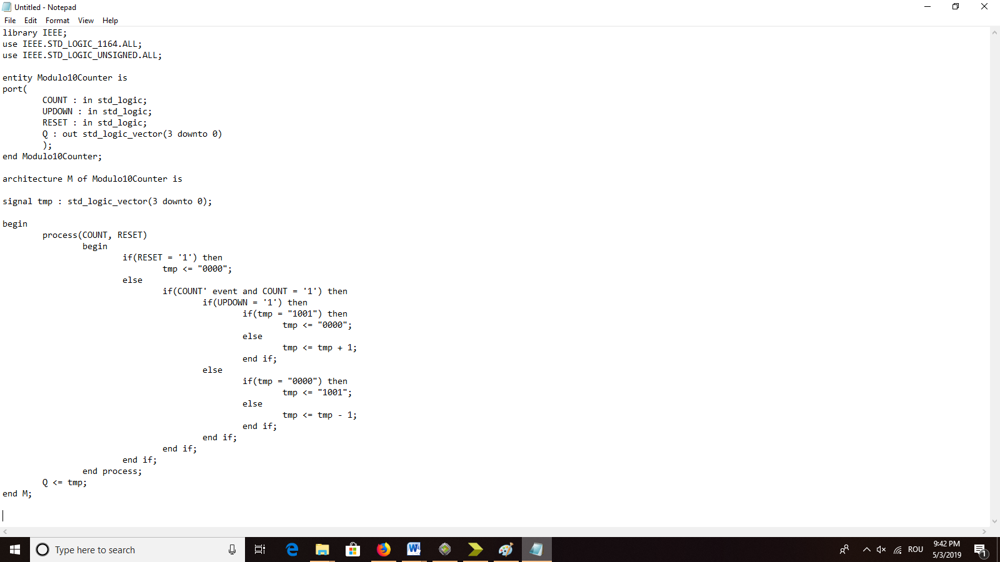 Untitled - Notepad
File Edit Format View Help
library IEEE;
use IEEE.STD_LOGIC_1164.ALL;
use IEEE.STD_LOGIC_UNSIGNED.ALL;
entity Modulo10Counter is
port(
COUNT : in std_logic;
UPDOWN : in std_logic;
RESET : in std_logic;
Q : out std_logic_vector(3 downto 0)
);
end Modulo10Counter;
architecture M of Modulo10Counter is
signal tmp : std_logic_vector(3 downto 0);
begin
process(COUNT, RESET)
begin
if(RESET = '1') then
tmp <= "0000";
else
if(COUNT' event and COUNT = '1') then
if(UPDOWN = '1') then
if(tmp = "1001") then
tmp <= "0000";
else
tmp <= tmp + 1;
end if;
else
if(tmp = "0000") then
tmp <= "1001";
else
tmp <= tmp - 1;
end if;
end if;
end if;
end if;
end process;
Q <= tmp;
end M;
Type here to search
ROU
9:42 PM
5/3/2019
1